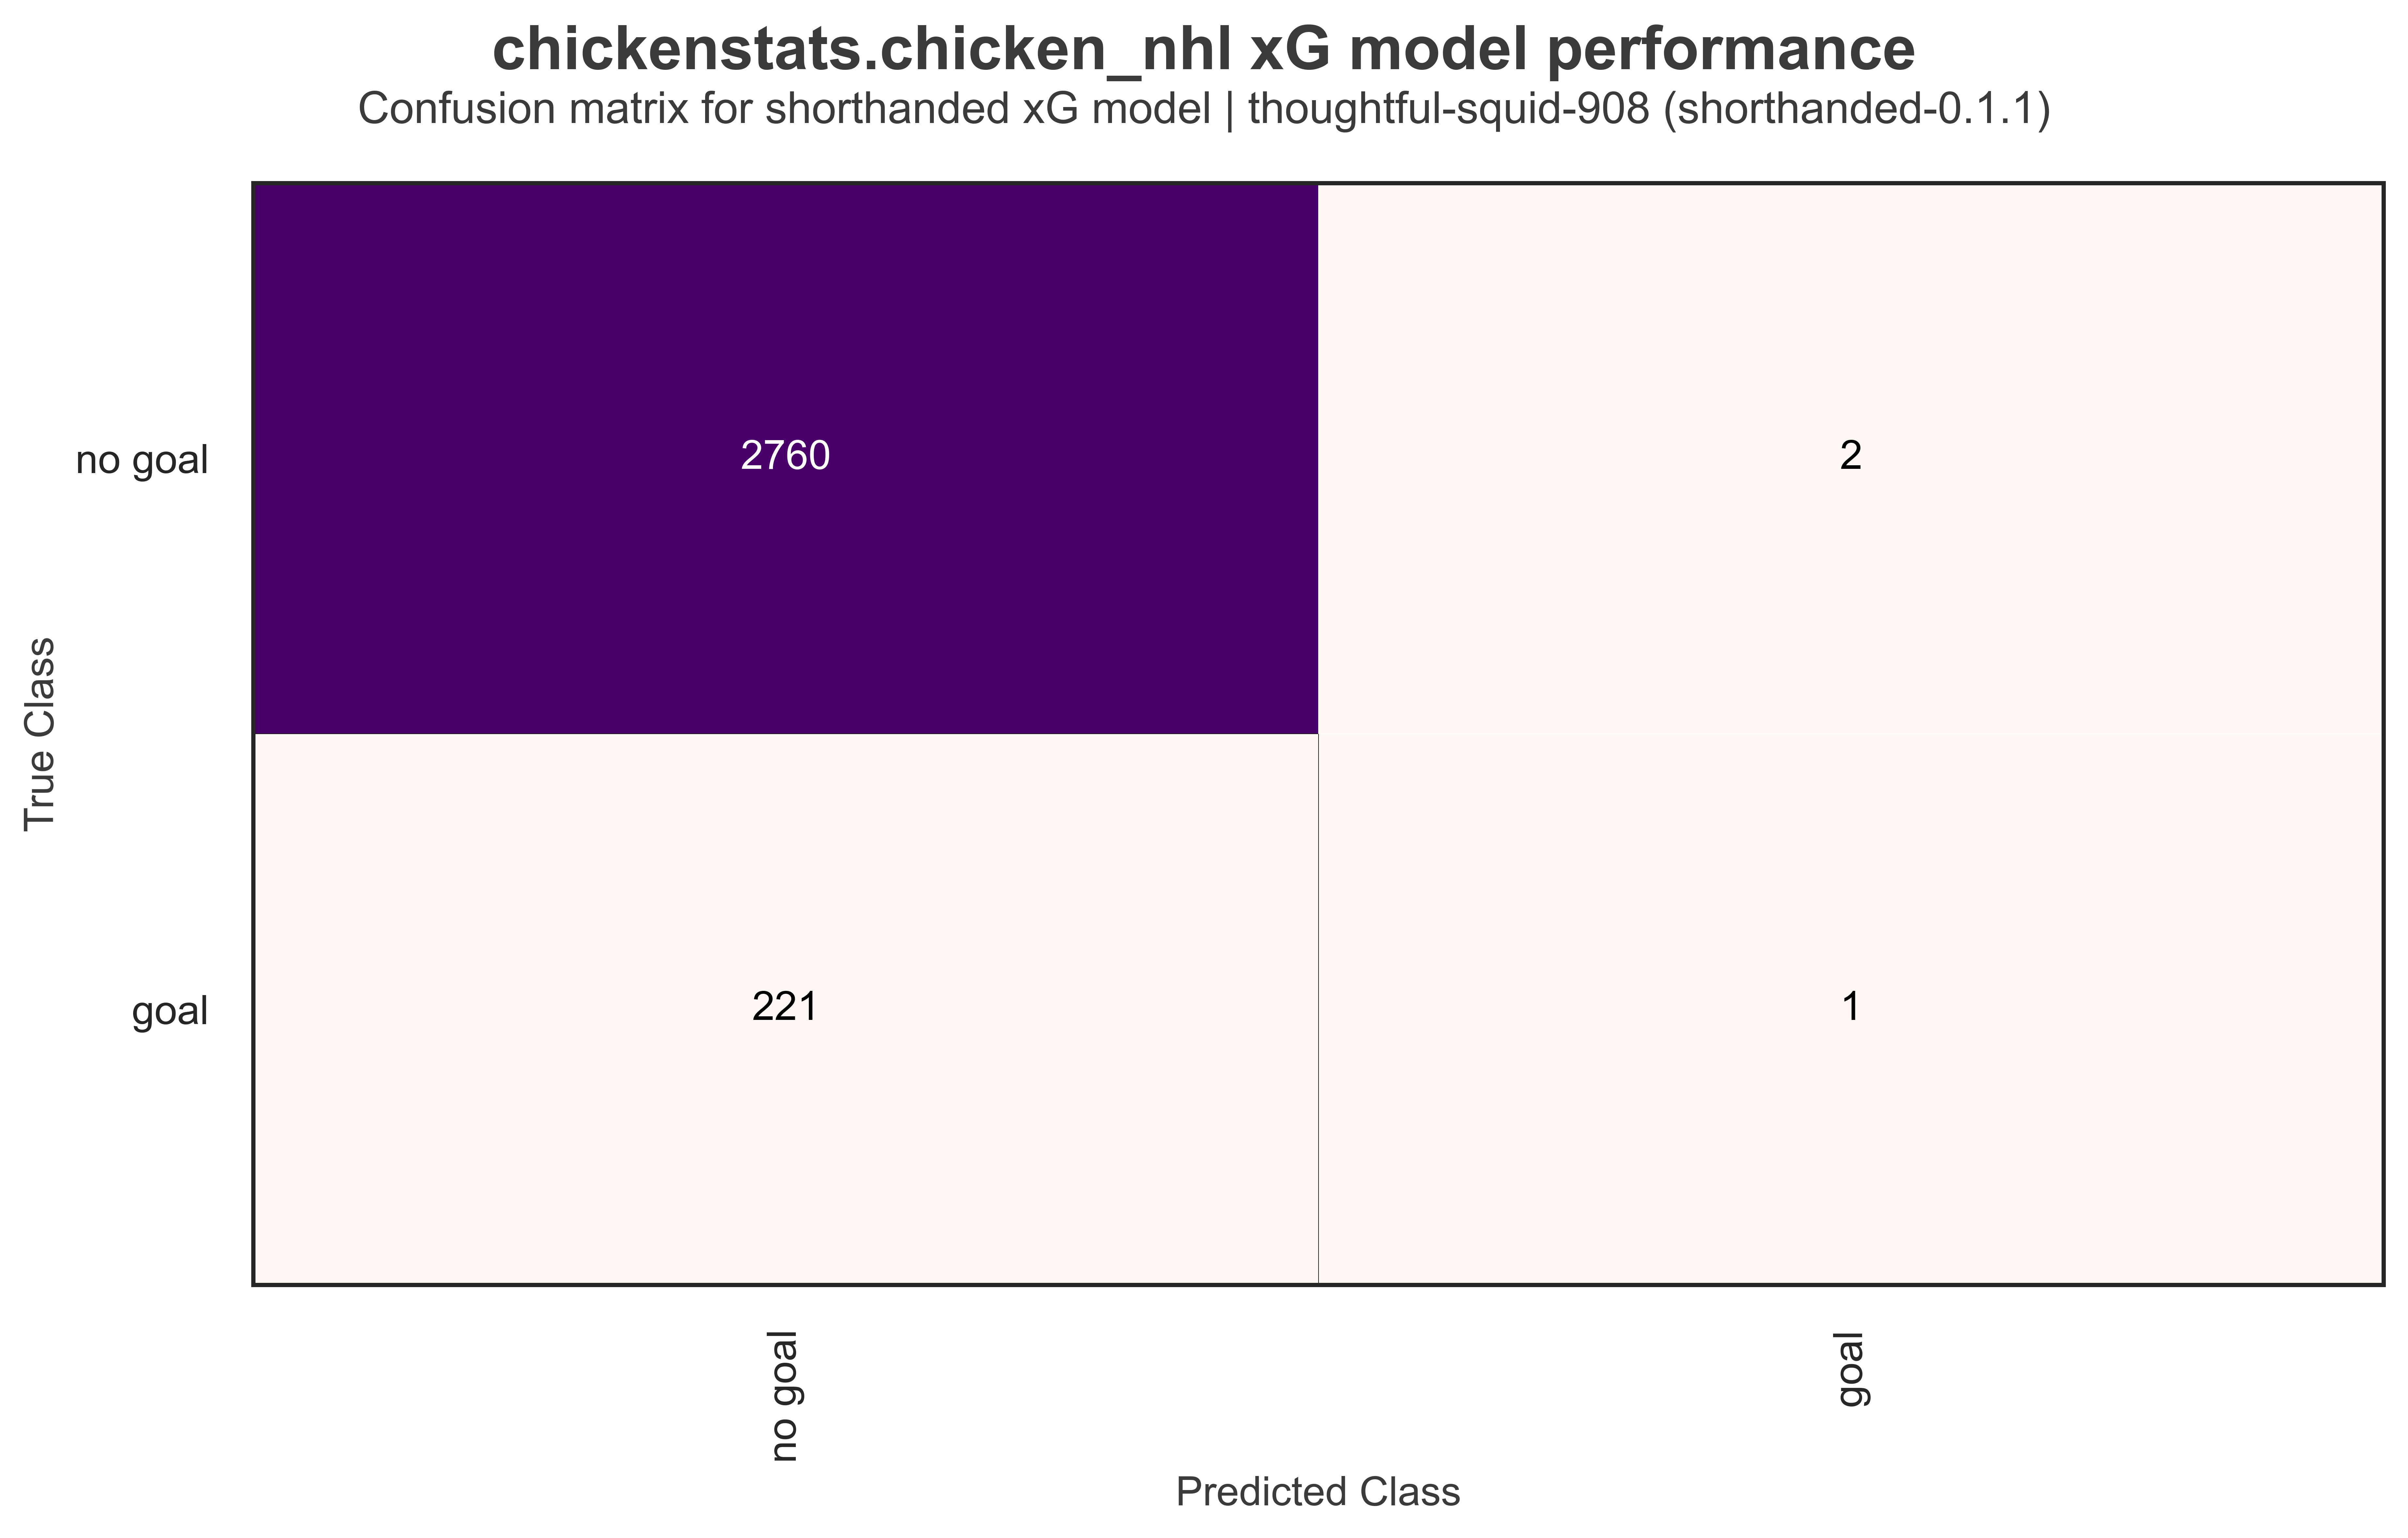 chickenstats.chicken_nhl xG model performance
Confusion matrix for shorthanded xG model | thoughtful-squid-908 (shorthanded-0.1.1)
no goal
2760
2
True Class
goal
221
1
no goal
goal
Predicted Class